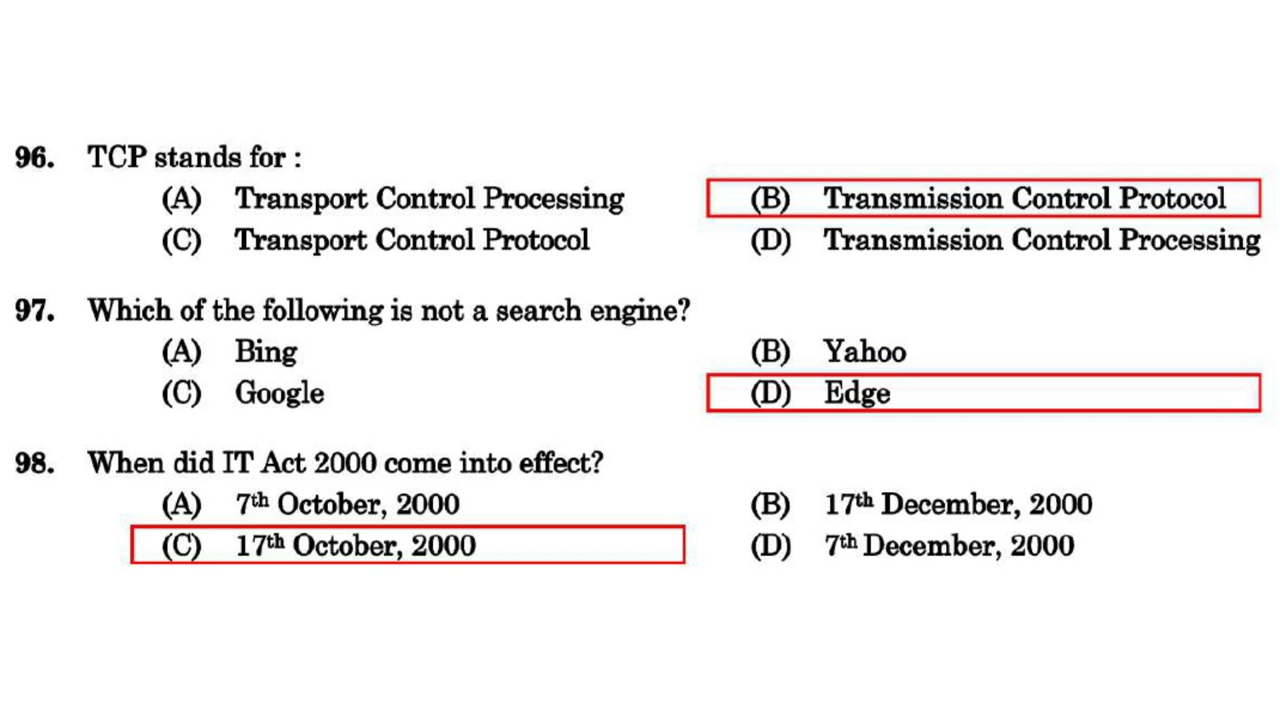 96. TCP stands for :
(A) Transport Control Processing (B) Transmission Control Protocol
(C) Transport Control Protocol (D) Transmission Control Processing
97. Which of the following is not a search engine?
(A) Bing (B) Yahoo
(C) Google (D) Edge
98. When did IT Act 2000 come into effect?
(A) 7th October, 2000 (B) 17th December, 2000
(C) 17th October, 2000 (D) 7th December, 2000